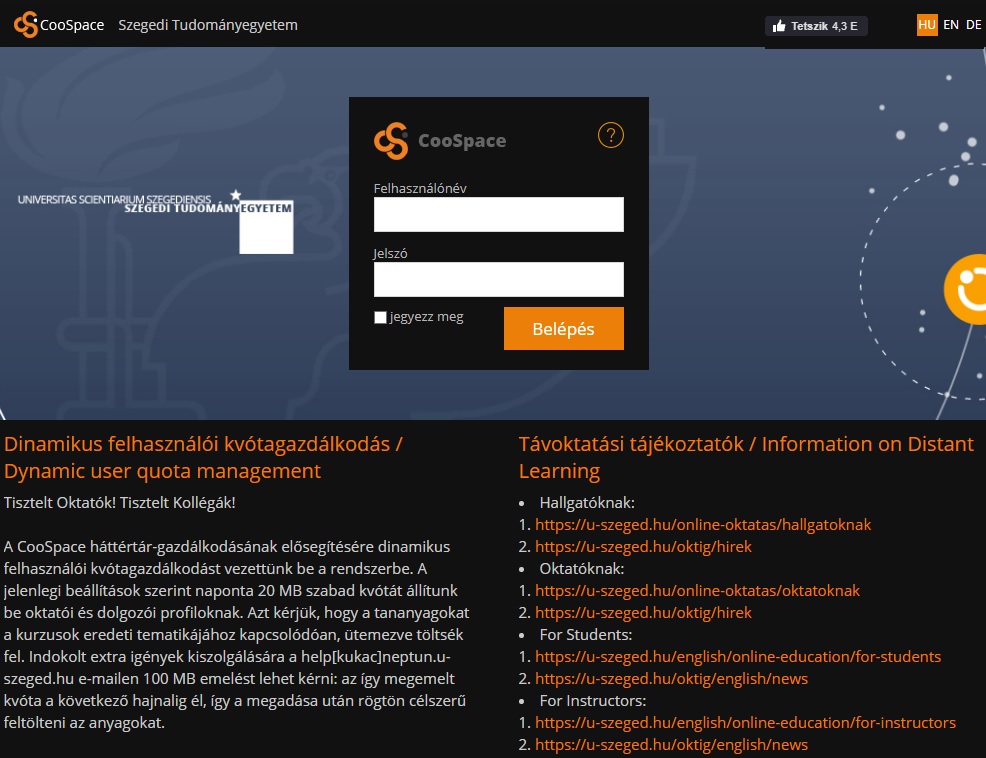 CooSpace Szegedi Tudományegyetem
Tetszik 4,3 E
HU EN DE
CooSpace
?
Felhasználónév
Jelszó
jegyezz meg
Belépés
UNIVERSITAS SCIENTIARUM SZEGEDIENSIS
SZEGEDI TUDOMÁNYEGYETEM
Dinamikus felhasználói kvótagazdálkodás /
Dynamic user quota management
Tisztelt Oktatók! Tisztelt Kollégák!
A CooSpace háttértár-gazdálkodásának elősegítésére dinamikus
felhasználói kvótagazdálkodást vezettünk be a rendszerbe. A
jelenlegi beállítások szerint naponta 20 MB szabad kvótát állítunk
be oktatói és dolgozói profiloknak. Azt kérjük, hogy a tananyagokat
a kurzusok eredeti tematikájához kapcsolódóan, ütemezve töltsék
fel. Indokolt extra igények kiszolgálására a help[kukac]neptun.u-
szeged.hu e-mailen 100 MB emelést lehet kérni: az így megemelt
kvóta a következő hajnalig él, így a megadása után rögtön célszerű
feltölteni az anyagokat.
Távoktatási tájékoztatók / Information on Distant
Learning
• Hallgatóknak:
1. https://u-szeged.hu/online-oktatas/hallgatoknak
2. https://u-szeged.hu/oktig/hirek
• Oktatóknak:
1. https://u-szeged.hu/online-oktatas/oktatoknak
2. https://u-szeged.hu/oktig/hirek
• For Students:
1. https://u-szeged.hu/english/online-education/for-students
2. https://u-szeged.hu/oktig/english/news
• For Instructors:
1. https://u-szeged.hu/english/online-education/for-instructors
2. https://u-szeged.hu/oktig/english/news